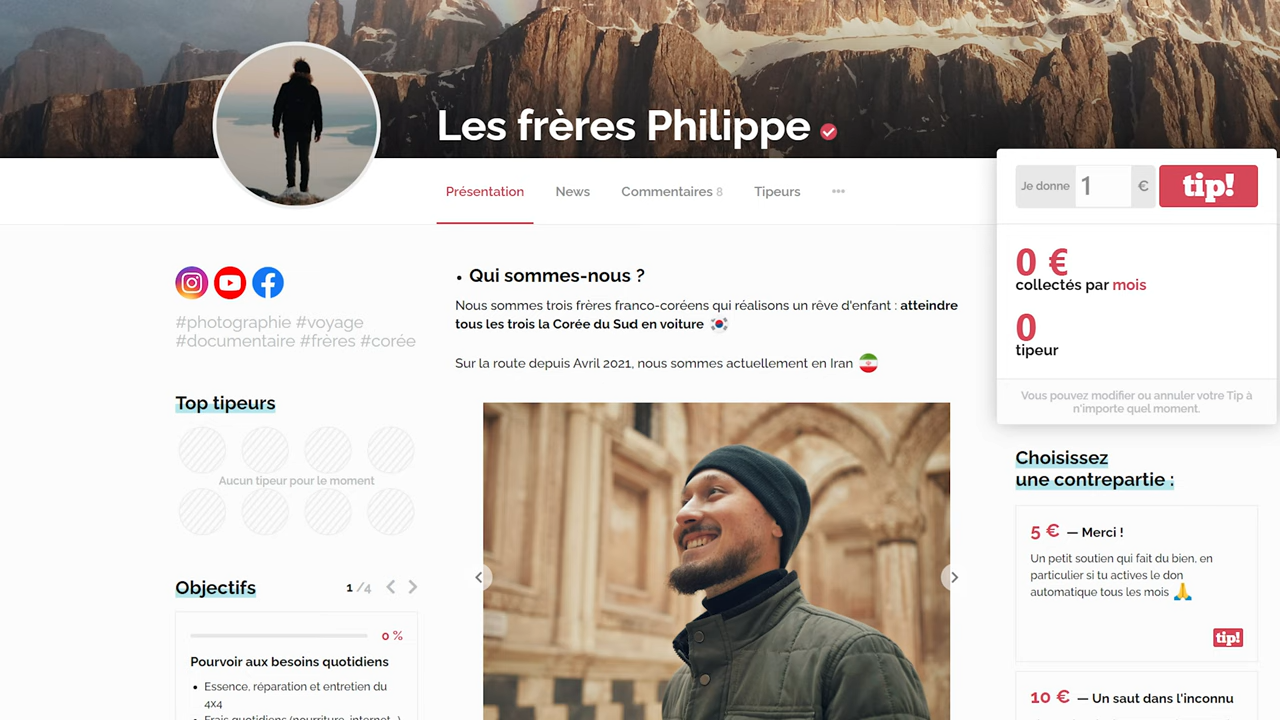 Les frères Philippe
Présentation
News
Commentaires 8
Tipeurs
Je donne 1 € tip!
0 €
collectés par mois
0
tipeur
Vous pouvez modifier ou annuler votre Tip à
n'importe quel moment.
#photographie #voyage
#documentaire #frères #corée
Top tipeurs
Aucun tipeur pour le moment
Objectifs
1 /4
0 %
Pourvoir aux besoins quotidiens
• Essence, réparation et entretien du
4x4
• Frais quotidiens (nourriture, internet...)
• Qui sommes-nous ?
Nous sommes trois frères franco-coréens qui réalisons un rêve d'enfant : atteindre
tous les trois la Corée du Sud en voiture 🇰🇷
Sur la route depuis Avril 2021, nous sommes actuellement en Iran 🇮🇷
Choisissez
une contrepartie :
5 € — Merci !
Un petit soutien qui fait du bien, en
particulier si tu actives le don
automatique tous les mois 🙏
tip!
10 € — Un saut dans l'inconnu